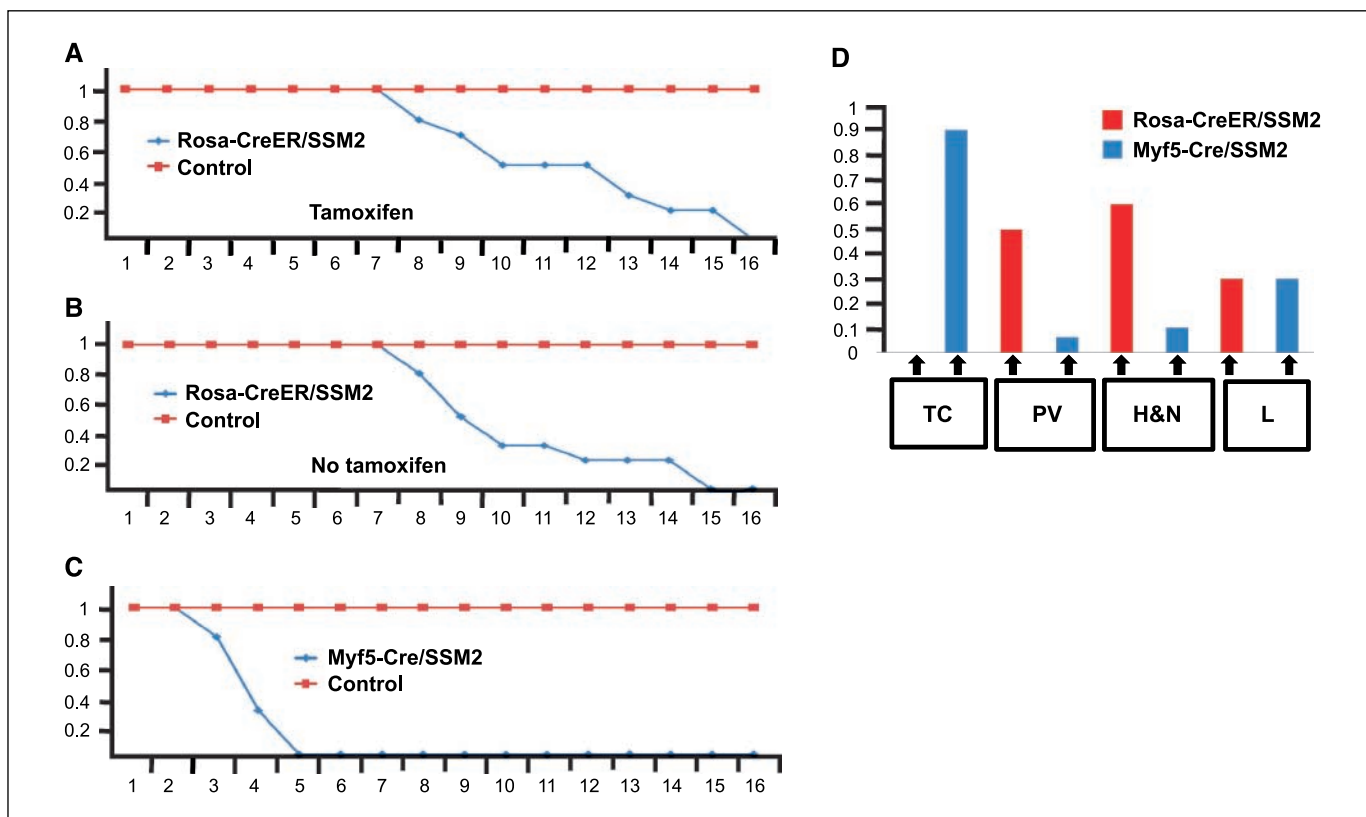 A
1
0.8
0.6
0.4
0.2
Rosa-CreER/SSM2
Control
Tamoxifen
1 2 3 4 5 6 7 8 9 10 11 12 13 14 15 16
B
1
0.8
0.6
0.4
0.2
Rosa-CreER/SSM2
Control
No tamoxifen
1 2 3 4 5 6 7 8 9 10 11 12 13 14 15 16
C
1
0.8
0.6
0.4
0.2
Myf5-Cre/SSM2
Control
1 2 3 4 5 6 7 8 9 10 11 12 13 14 15 16
D
1
0.9
0.8
0.7
0.6
0.5
0.4
0.3
0.2
0.1
0
Rosa-CreER/SSM2
Myf5-Cre/SSM2
TC PV H&N L